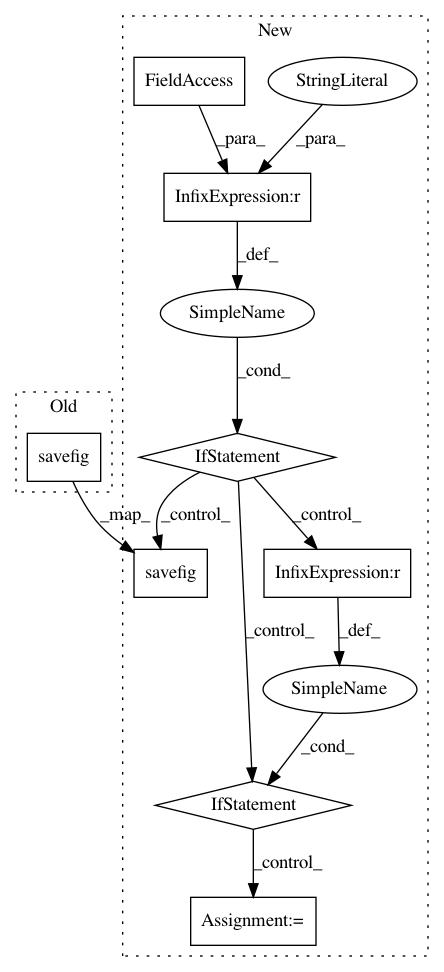 New
FieldAccess
StringLiteral
_para_
_para_
InfixExpression:r
_def_
SimpleName
_cond_
Old
IfStatement
savefig
_map_
_control_
_control_
savefig
InfixExpression:r
_control_
_def_
SimpleName
_cond_
IfStatement
_control_
Assignment:=